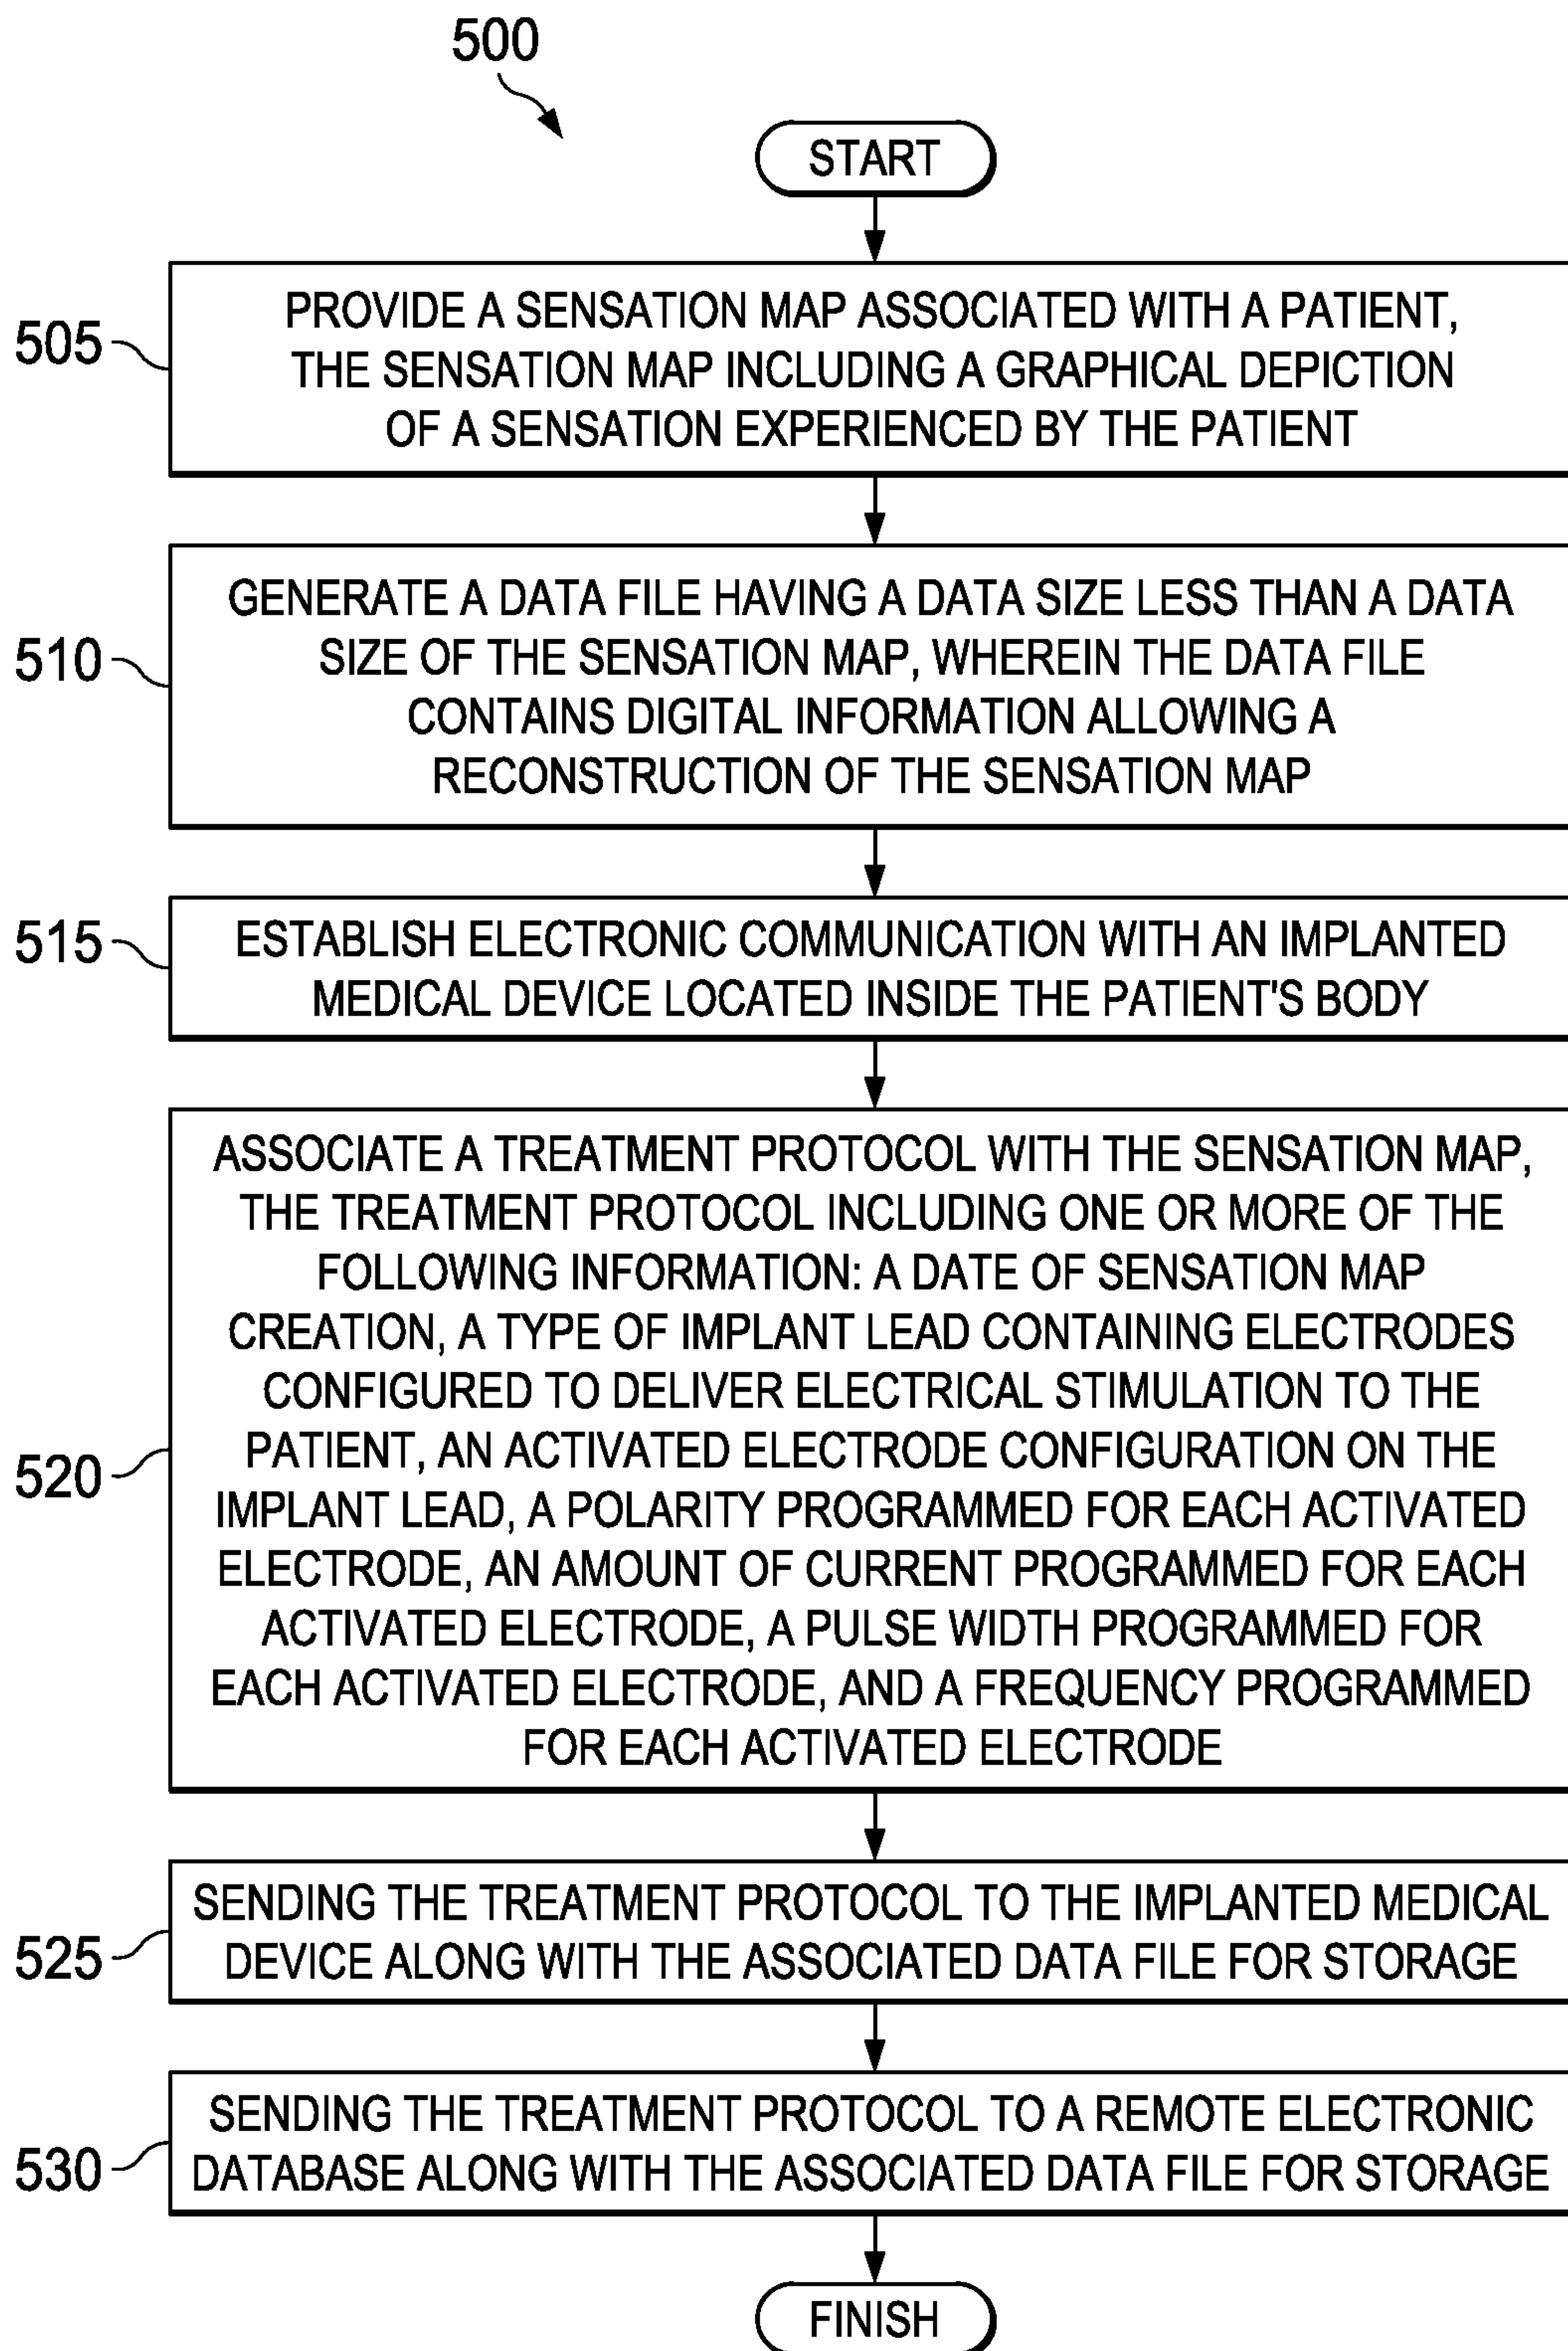 500
START
505
PROVIDE A SENSATION MAP ASSOCIATED WITH A PATIENT,
THE SENSATION MAP INCLUDING A GRAPHICAL DEPICTION
OF A SENSATION EXPERIENCED BY THE PATIENT
510
GENERATE A DATA FILE HAVING A DATA SIZE LESS THAN A DATA
SIZE OF THE SENSATION MAP, WHEREIN THE DATA FILE
CONTAINS DIGITAL INFORMATION ALLOWING A
RECONSTRUCTION OF THE SENSATION MAP
515
ESTABLISH ELECTRONIC COMMUNICATION WITH AN IMPLANTED
MEDICAL DEVICE LOCATED INSIDE THE PATIENT'S BODY
520
ASSOCIATE A TREATMENT PROTOCOL WITH THE SENSATION MAP,
THE TREATMENT PROTOCOL INCLUDING ONE OR MORE OF THE
FOLLOWING INFORMATION: A DATE OF SENSATION MAP
CREATION, A TYPE OF IMPLANT LEAD CONTAINING ELECTRODES
CONFIGURED TO DELIVER ELECTRICAL STIMULATION TO THE
PATIENT, AN ACTIVATED ELECTRODE CONFIGURATION ON THE
IMPLANT LEAD, A POLARITY PROGRAMMED FOR EACH ACTIVATED
ELECTRODE, AN AMOUNT OF CURRENT PROGRAMMED FOR EACH
ACTIVATED ELECTRODE, A PULSE WIDTH PROGRAMMED FOR
EACH ACTIVATED ELECTRODE, AND A FREQUENCY PROGRAMMED
FOR EACH ACTIVATED ELECTRODE
525
SENDING THE TREATMENT PROTOCOL TO THE IMPLANTED MEDICAL
DEVICE ALONG WITH THE ASSOCIATED DATA FILE FOR STORAGE
530
SENDING THE TREATMENT PROTOCOL TO A REMOTE ELECTRONIC
DATABASE ALONG WITH THE ASSOCIATED DATA FILE FOR STORAGE
FINISH